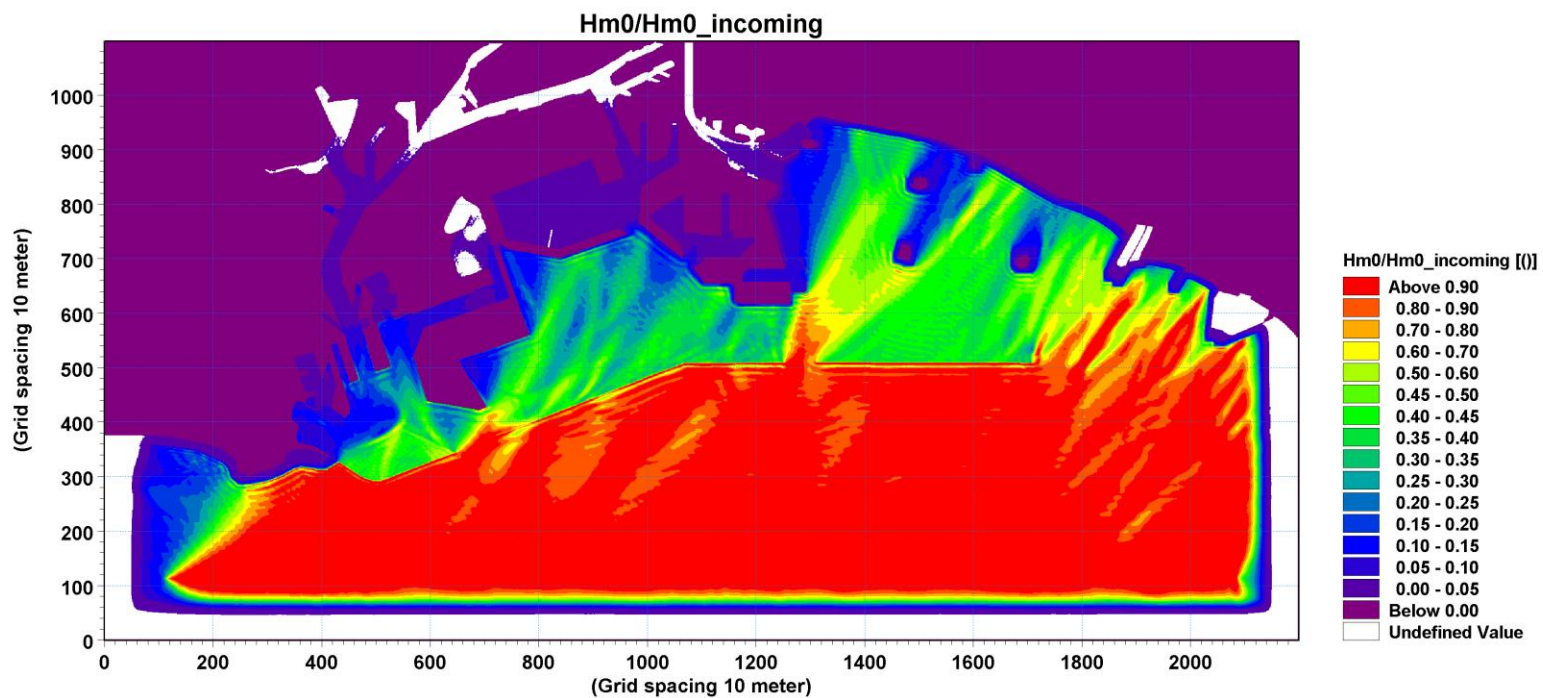 Hm0/Hm0_incoming
(Grid spacing 10 meter)
1000
900
800
700
600
500
400
300
200
100
0
0 200 400 600 800 1000 1200 1400 1600 1800 2000
(Grid spacing 10 meter)
Hm0/Hm0_incoming [()]
Above 0.90
0.80 - 0.90
0.70 - 0.80
0.60 - 0.70
0.50 - 0.60
0.45 - 0.50
0.40 - 0.45
0.35 - 0.40
0.30 - 0.35
0.25 - 0.30
0.20 - 0.25
0.15 - 0.20
0.10 - 0.15
0.05 - 0.10
0.00 - 0.05
Below 0.00
Undefined Value